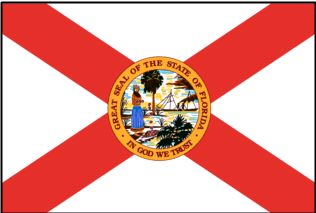 GREAT SEAL OF THE STATE OF FLORIDA
IN GOD WE TRUST